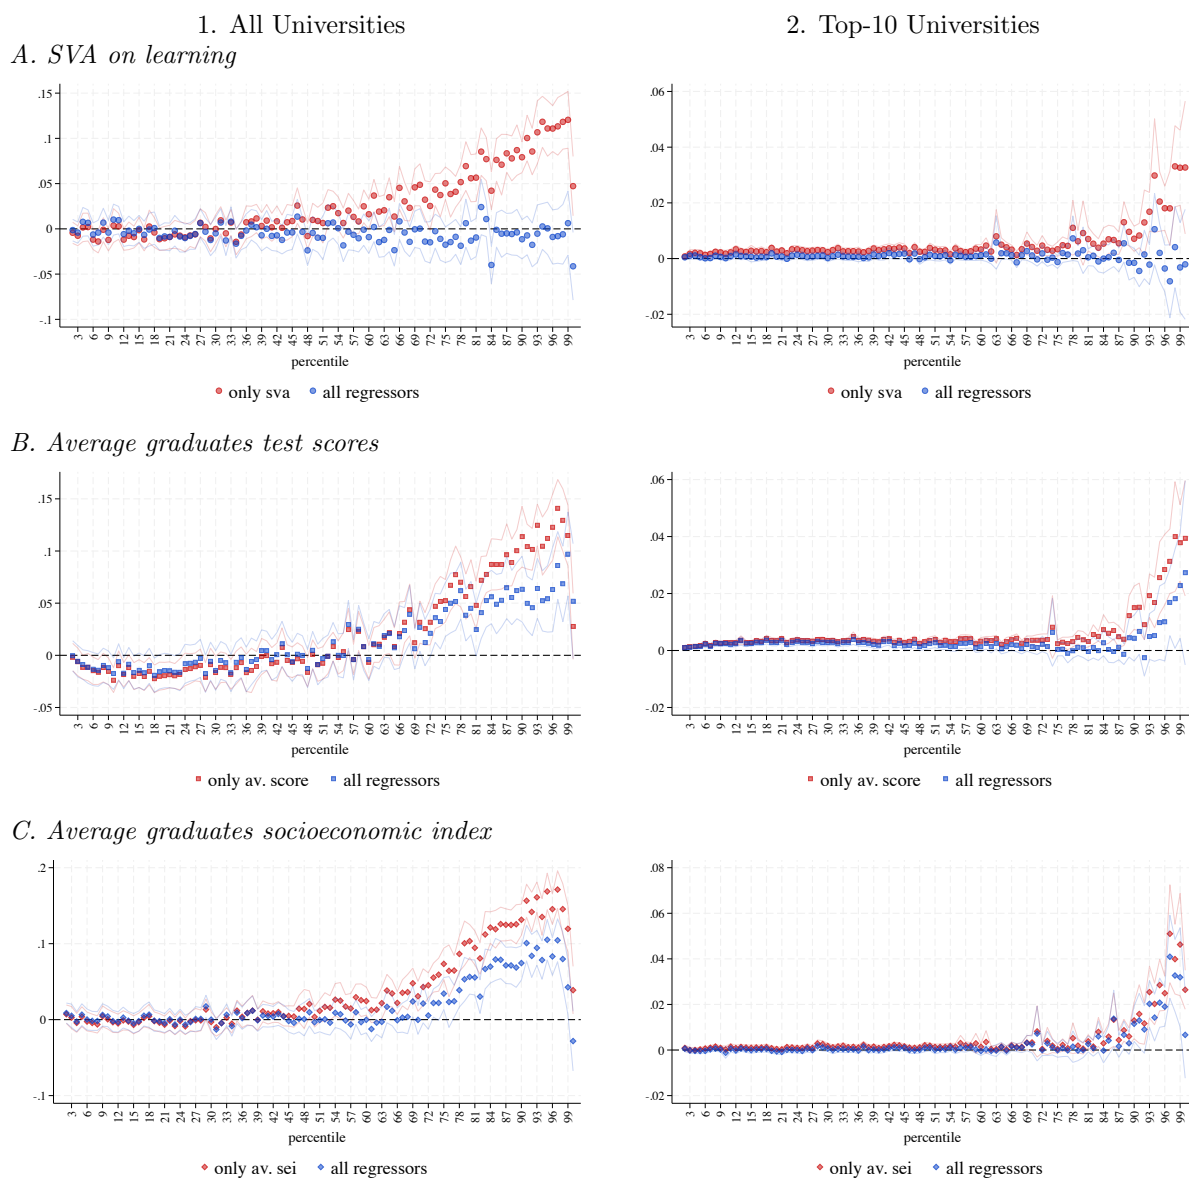 1. All Universities
2. Top-10 Universities
A. SVA on learning
.15
.1
.05
0
-.05
-.1
3 6 9 12 15 18 21 24 27 30 33 36 39 42 45 48 51 54 57 60 63 66 69 72 75 78 81 84 87 90 93 96 99
percentile
only sva all regressors
.06
.04
.02
0
-.02
3 6 9 12 15 18 21 24 27 30 33 36 39 42 45 48 51 54 57 60 63 66 69 72 75 78 81 84 87 90 93 96 99
percentile
only sva all regressors
B. Average graduates test scores
.15
.1
.05
0
-.05
3 6 9 12 15 18 21 24 27 30 33 36 39 42 45 48 51 54 57 60 63 66 69 72 75 78 81 84 87 90 93 96 99
percentile
only av. score all regressors
.06
.04
.02
0
-.02
3 6 9 12 15 18 21 24 27 30 33 36 39 42 45 48 51 54 57 60 63 66 69 72 75 78 81 84 87 90 93 96 99
percentile
only av. score all regressors
C. Average graduates socioeconomic index
.2
.1
0
-.1
3 6 9 12 15 18 21 24 27 30 33 36 39 42 45 48 51 54 57 60 63 66 69 72 75 78 81 84 87 90 93 96 99
percentile
only av. sei all regressors
.08
.06
.04
.02
0
-.02
3 6 9 12 15 18 21 24 27 30 33 36 39 42 45 48 51 54 57 60 63 66 69 72 75 78 81 84 87 90 93 96 99
percentile
only av. sei all regressors